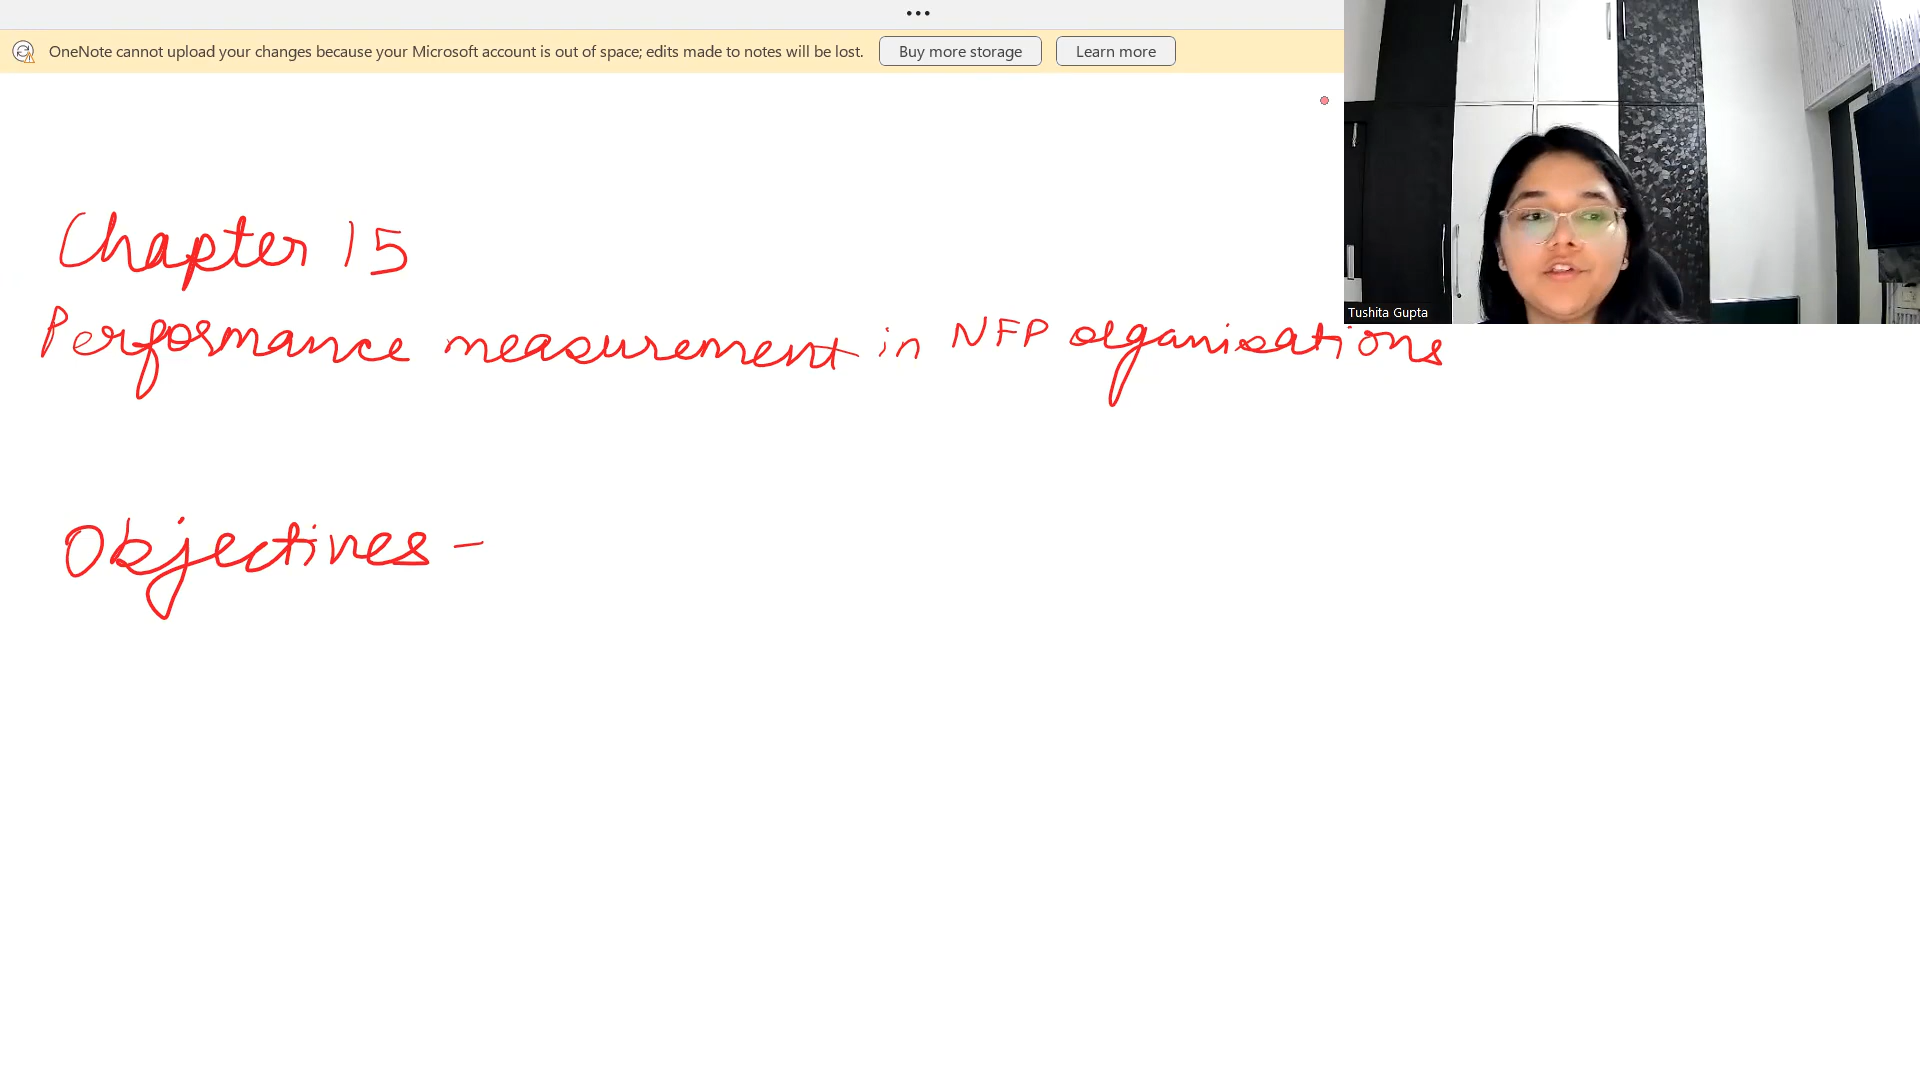 OneNote cannot upload your changes because your Microsoft account is out of space; edits made to notes will be lost. Buy more storage Learn more
Tushita Gupta
Chapter 15
Performance measurement in NFP organisations
Objectives -